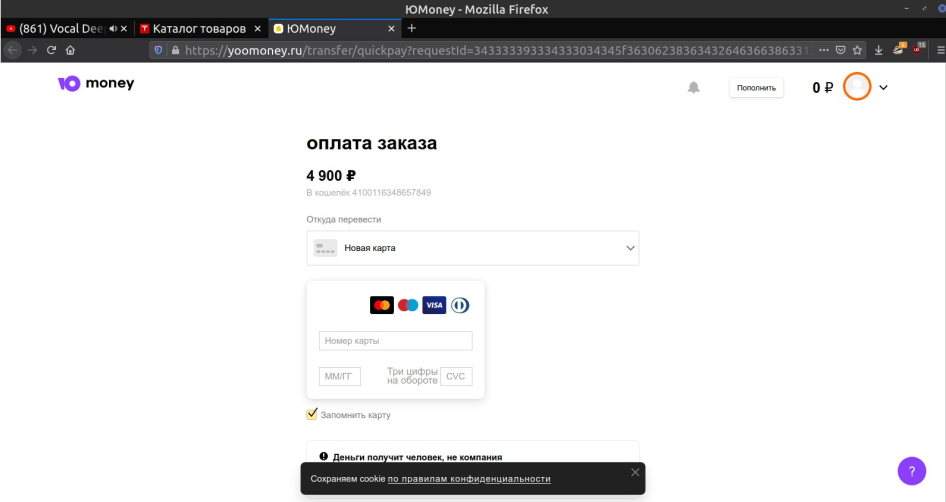 ЮMoney - Mozilla Firefox
(861) Vocal Dee
Каталог товаров
ЮMoney
https://yoomoney.ru/transfer/quickpay?requestId=343333393334333034345f363062383634326463663863331
Ю money
Пополнить
0 ₽
оплата заказа
4 900 ₽
В кошелёк 4100116348657849
Откуда перевести
Новая карта
VISA
Номер карты
ММ/ГГ
Три цифры
на обороте
CVC
Запомнить карту
Деньги получит человек, не компания
Сохраняем cookie по правилам конфиденциальности
?